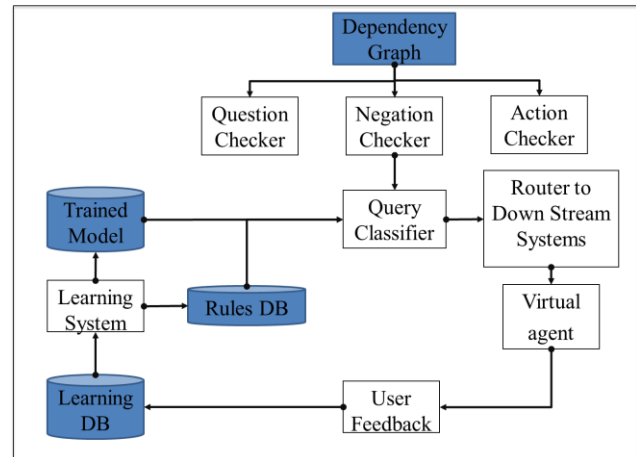 Dependency
Graph
Question
Checker
Negation
Checker
Action
Checker
Trained
Model
Query
Classifier
Router to
Down Stream
Systems
Learning
System
Rules DB
Virtual
agent
Learning
DB
User
Feedback